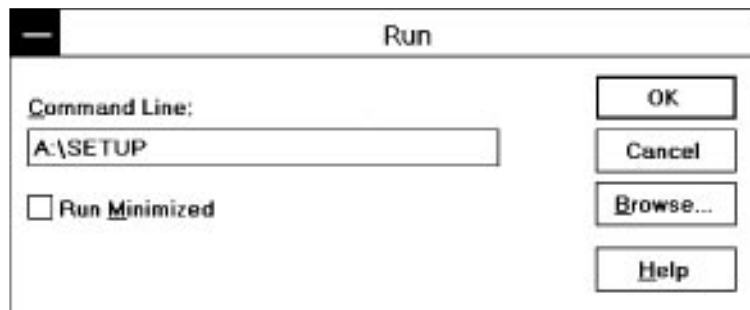 Run
Command Line:
A:\SETUP
Run Minimized
OK
Cancel
Browse...
Help